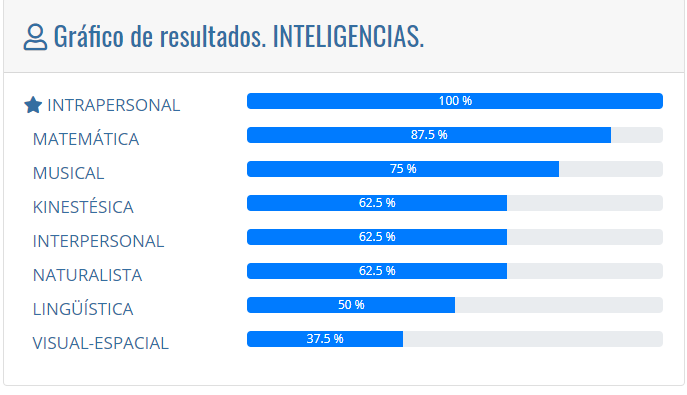 Gráfico de resultados. INTELIGENCIAS.
INTRAPERSONAL 100 %
MATEMÁTICA 87.5 %
MUSICAL 75 %
KINESTÉSICA 62.5 %
INTERPERSONAL 62.5 %
NATURALISTA 62.5 %
LINGÜÍSTICA 50 %
VISUAL-ESPACIAL 37.5 %